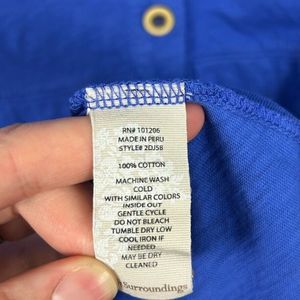 RN# 101206
MADE IN PERU
STYLE# 2DJ58
100% COTTON
MACHINE WASH
COLD
WITH SIMILAR COLORS
INSIDE OUT
GENTLE CYCLE
DO NOT BLEACH
TUMBLE DRY LOW
COOL IRON IF
NEEDED
MAY BE DRY
CLEANED
Surroundings